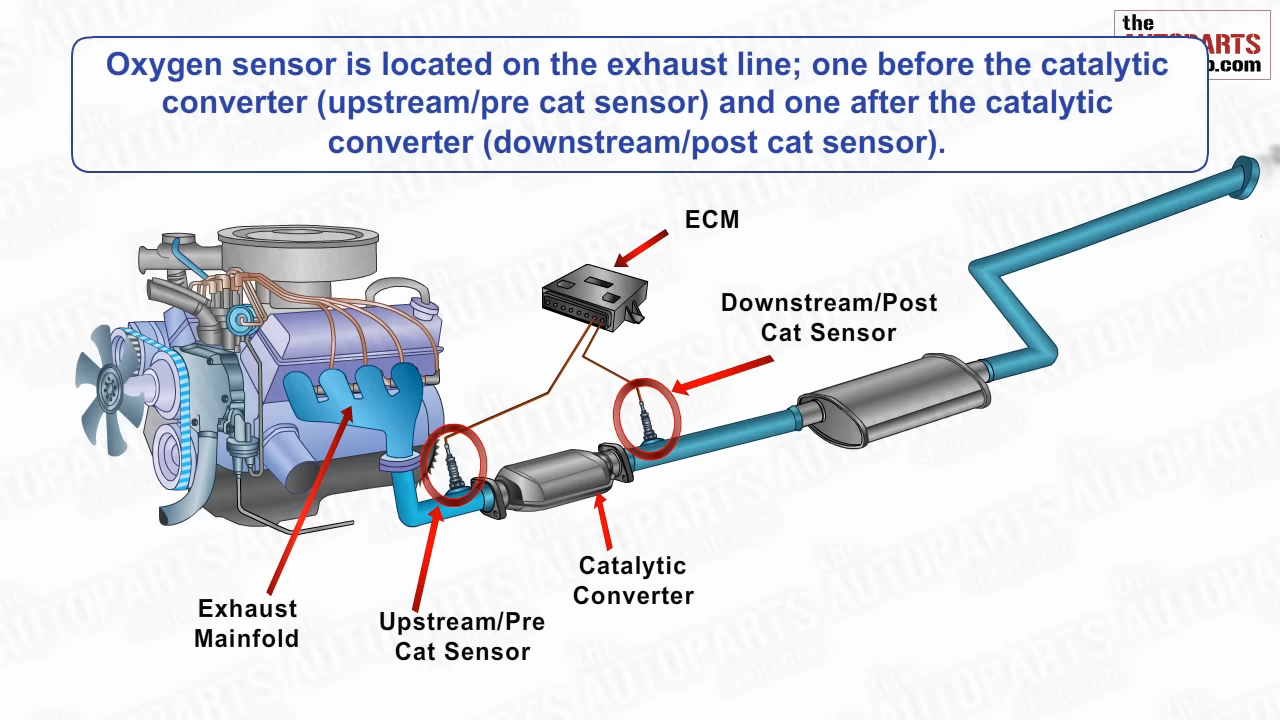 the
Oxygen sensor is located on the exhaust line; one before the catalytic
converter (upstream/pre cat sensor) and one after the catalytic
converter (downstream/post cat sensor).
ECM
Downstream/Post
Cat Sensor
Catalytic
Converter
Exhaust
Mainfold
Upstream/Pre
Cat Sensor